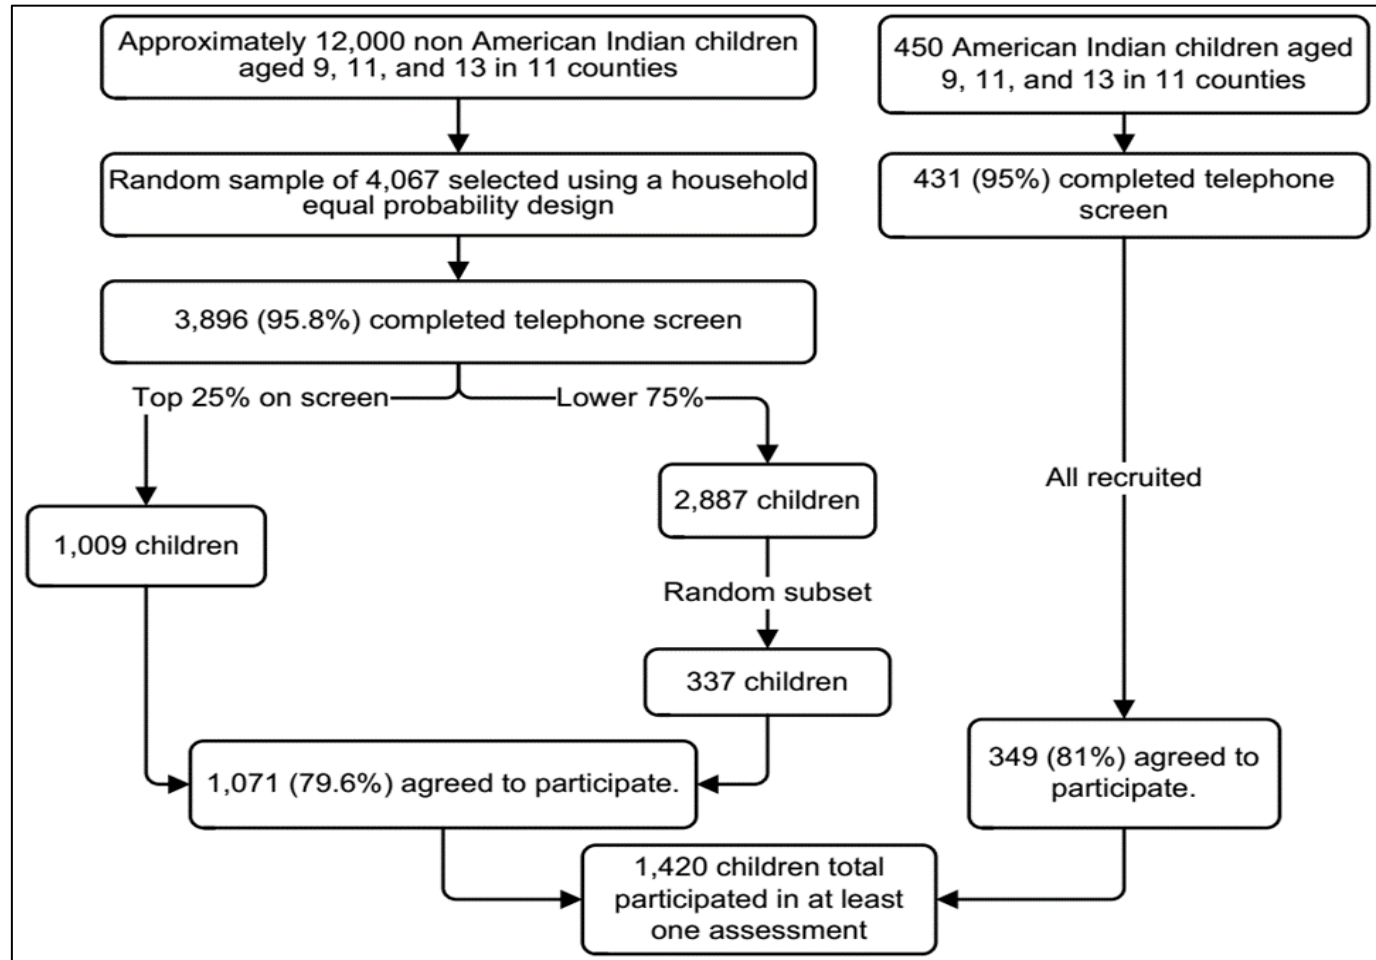 Approximately 12,000 non American Indian children
aged 9, 11, and 13 in 11 counties
450 American Indian children aged
9, 11, and 13 in 11 counties
Random sample of 4,067 selected using a household
equal probability design
431 (95%) completed telephone
screen
3,896 (95.8%) completed telephone screen
Top 25% on screen
Lower 75%
2,887 children
All recruited
1,009 children
Random subset
337 children
1,071 (79.6%) agreed to participate.
349 (81%) agreed to
participate.
1,420 children total
participated in at least
one assessment